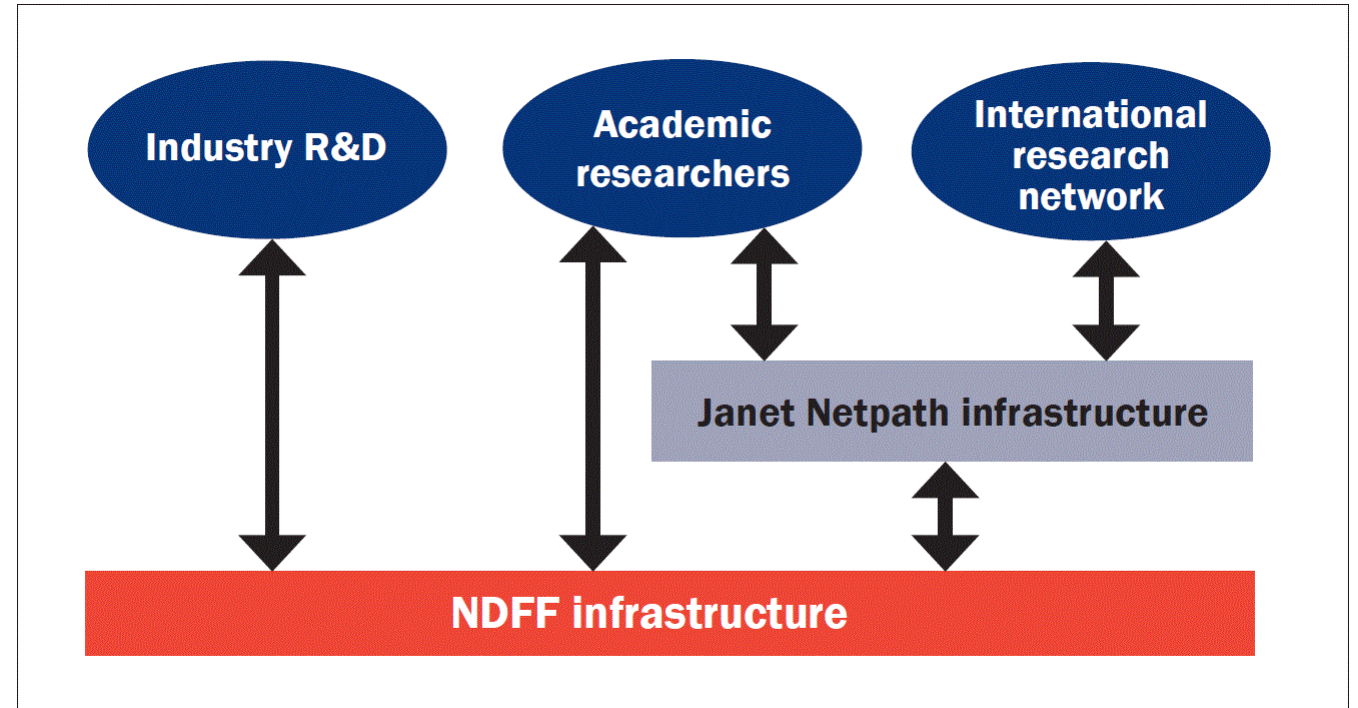 Industry R&D
Academic
researchers
International
research
network
Janet Netpath infrastructure
NDFF infrastructure